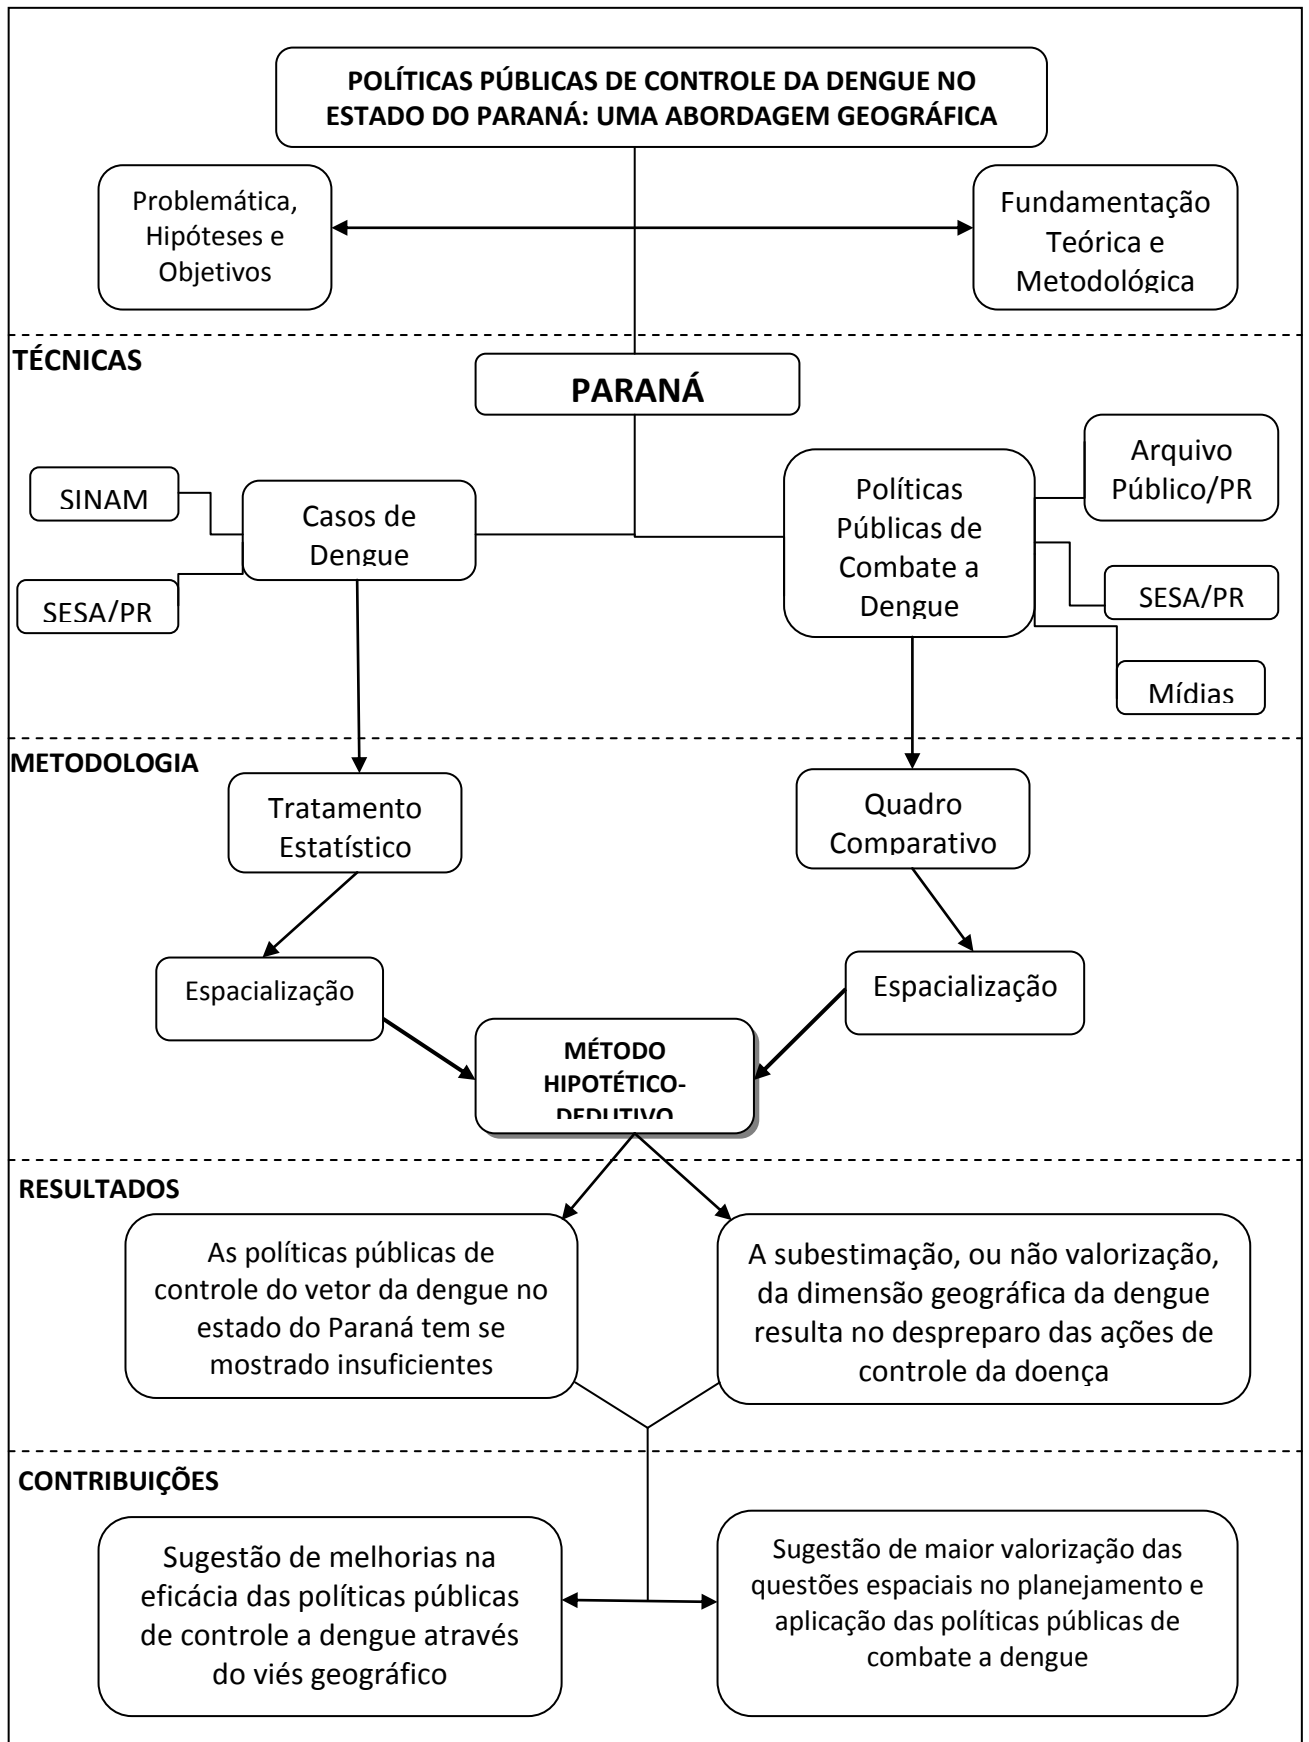 POLÍTICAS PÚBLICAS DE CONTROLE DA DENGUE NO
ESTADO DO PARANÁ: UMA ABORDAGEM GEOGRÁFICA
Problemática,
Hipóteses e
Objetivos
Fundamentação
Teórica e
Metodológica
TÉCNICAS
PARANÁ
SINAM
SESA/PR
Casos de
Dengue
Políticas
Públicas de
Combate a
Dengue
Arquivo
Público/PR
SESA/PR
Mídias
METODOLOGIA
Tratamento
Estatístico
Quadro
Comparativo
Espacialização
Espacialização
MÉTODO
HIPOTÉTICO-
DEDUTIVO
RESULTADOS
As políticas públicas de
controle do vetor da dengue no
estado do Paraná tem se
mostrado insuficientes
A subestimação, ou não valorização,
da dimensão geográfica da dengue
resulta no despreparo das ações de
controle da doença
CONTRIBUIÇÕES
Sugestão de melhorias na
eficácia das políticas públicas
de controle a dengue através
do viés geográfico
Sugestão de maior valorização das
questões espaciais no planejamento e
aplicação das políticas públicas de
combate a dengue